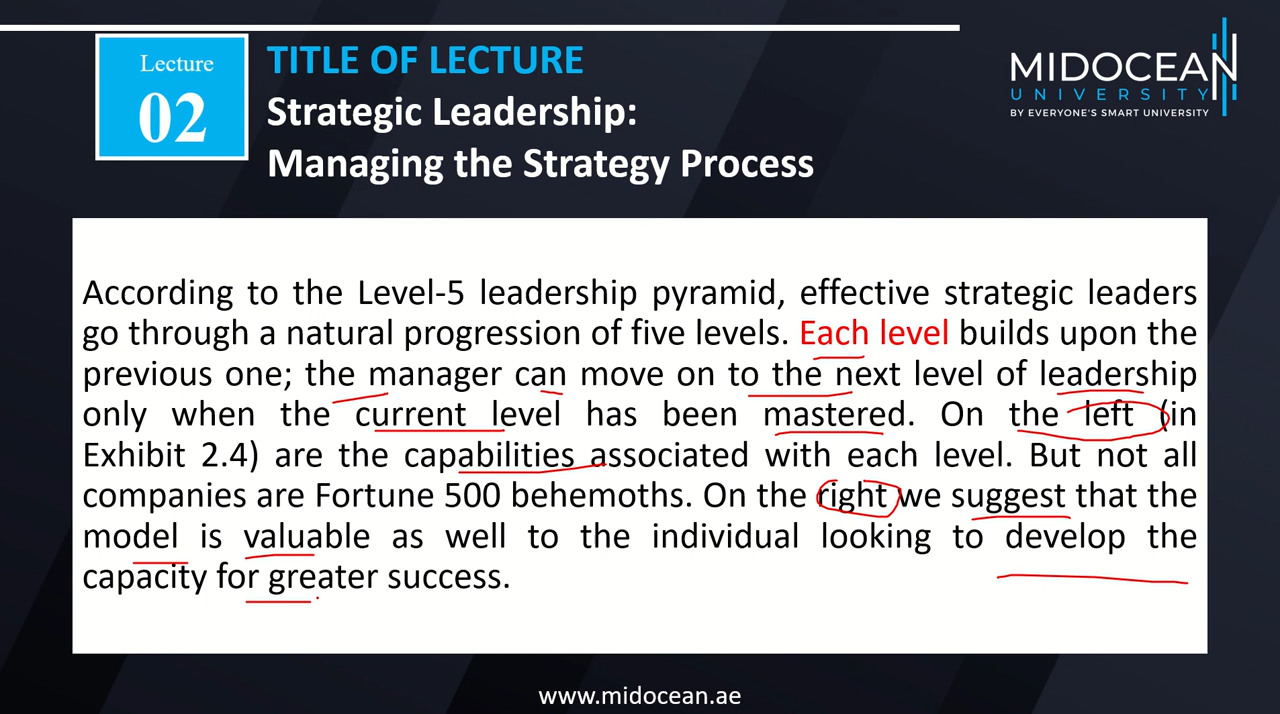 Lecture
02
TITLE OF LECTURE
Strategic Leadership:
Managing the Strategy Process
MIDOCEAN
UNIVERSITY
BY EVERYONE'S SMART UNIVERSITY
According to the Level-5 leadership pyramid, effective strategic leaders
go through a natural progression of five levels. Each level builds upon the
previous one; the manager can move on to the next level of leadership
only when the current level has been mastered. On the left (in
Exhibit 2.4) are the capabilities associated with each level. But not all
companies are Fortune 500 behemoths. On the right we suggest that the
model is valuable as well to the individual looking to develop the
capacity for greater success.
www.midocean.ae